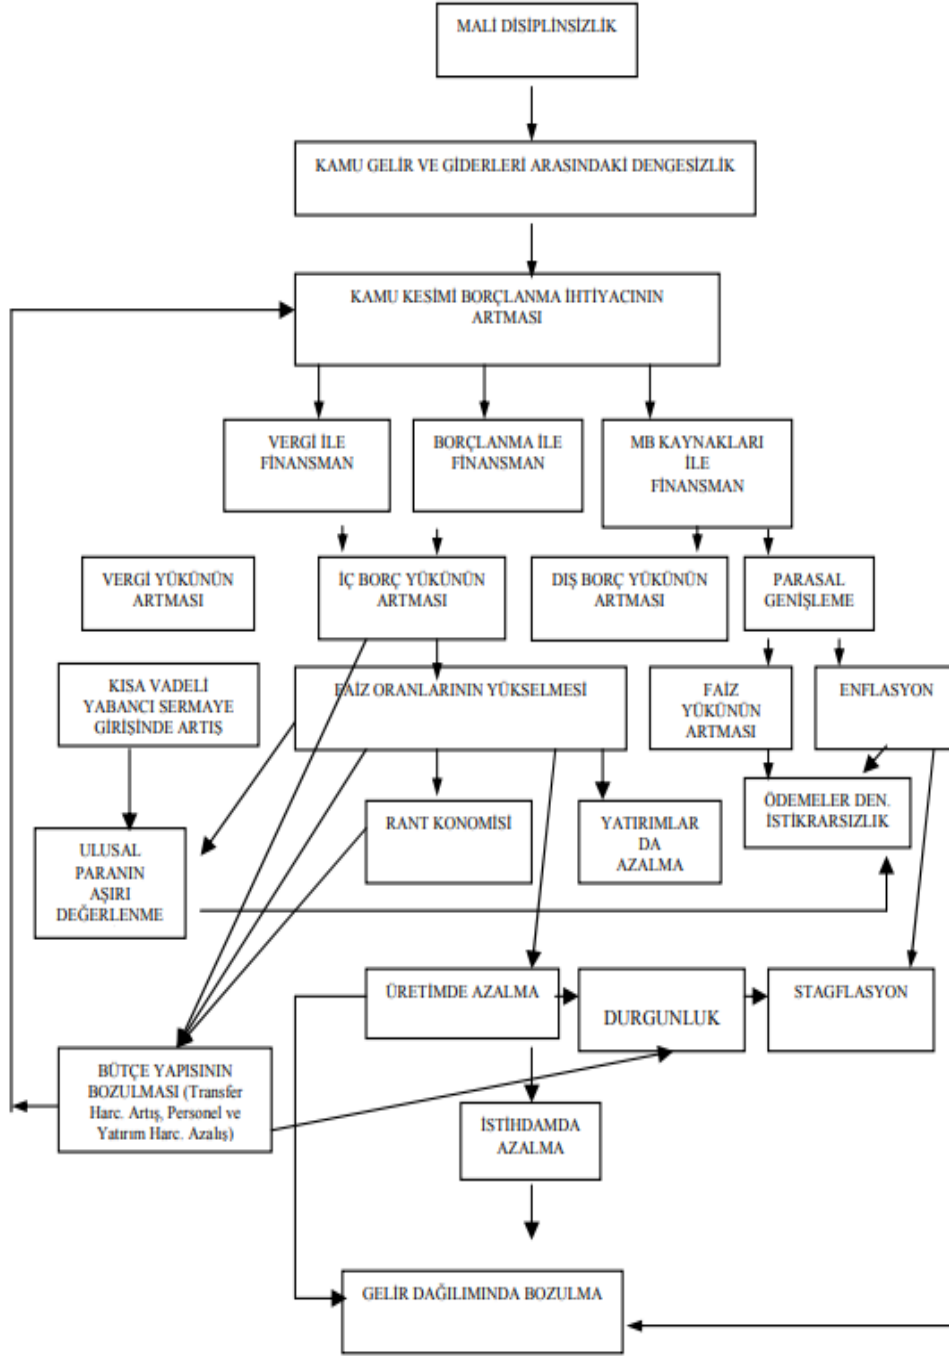 MALİ DİSİPLİNSİZLİK
KAMU GELİR VE GİDERLERİ ARASINDAKİ DENGESİZLİK
KAMU KESİMİ BORÇLANMA İHTİYACININ
ARTMASI
VERGİ İLE
FİNANSMAN
BORÇLANMA İLE
FİNANSMAN
MB KAYNAKLARI
İLE
FİNANSMAN
VERGİ YÜKÜNÜN
ARTMASI
İÇ BORÇ YÜKÜNÜN
ARTMASI
DIŞ BORÇ YÜKÜNÜN
ARTMASI
PARASAL
GENİŞLEME
KISA VADELİ
YABANCI SERMAYE
GİRİŞİNDE ARTIŞ
FAİZ ORANLARININ YÜKSELMESİ
FAİZ
YÜKÜNÜN
ARTMASI
ENFLASYON
ULUSAL
PARANIN
AŞIRI
DEĞERLENME
RANT KONOMİSİ
YATIRIMLAR
DA
AZALMA
ÖDEMELER DEN.
İSTİKRARSIZLIK
ÜRETİMDE AZALMA
DURGUNLUK
STAGFLASYON
BÜTÇE YAPISININ
BOZULMASI (Transfer
Harc. Artış, Personel ve
Yatırım Harc. Azalış)
İSTİHDAMDA
AZALMA
GELİR DAĞILIMINDA BOZULMA